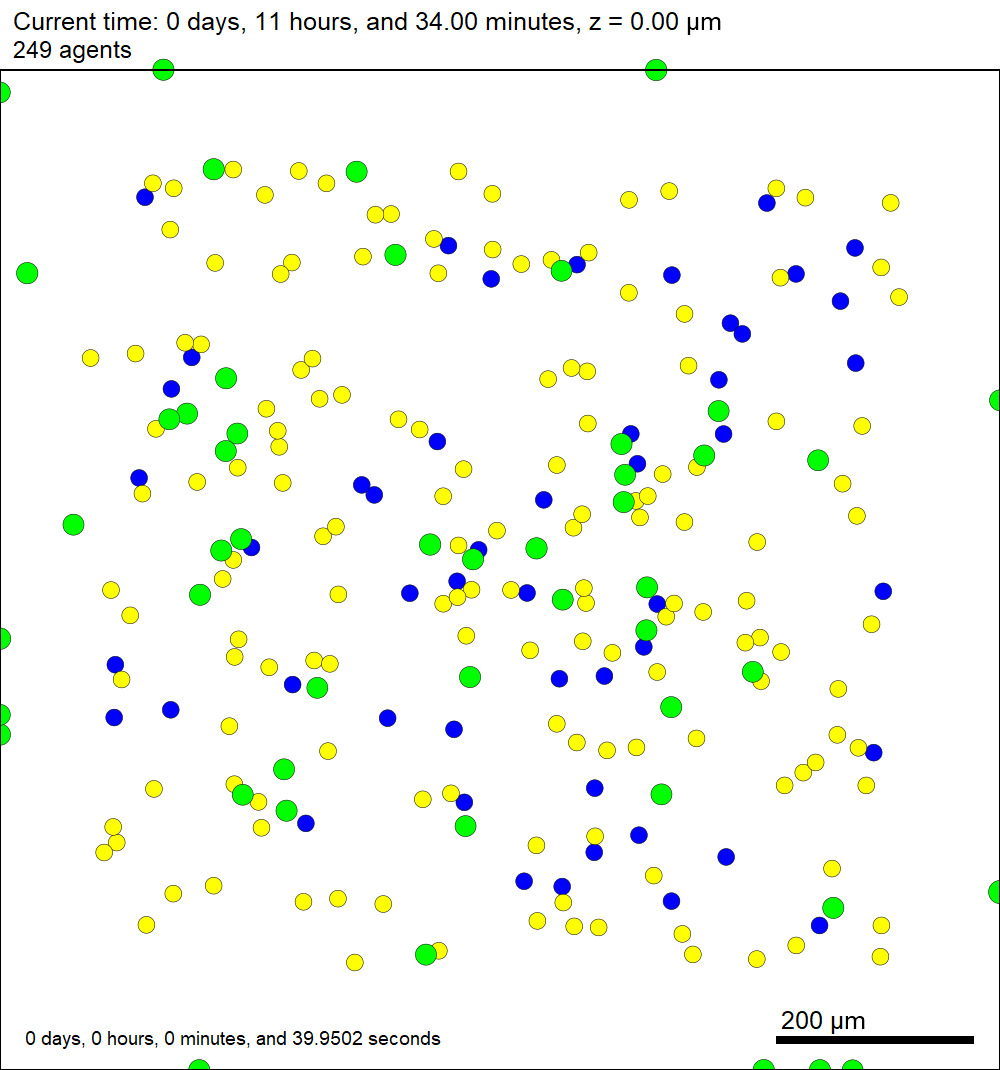 Current time: 0 days, 11 hours, and 34.00 minutes, z = 0.00 µm
249 agents
200 µm
0 days, 0 hours, 0 minutes, and 39.9502 seconds